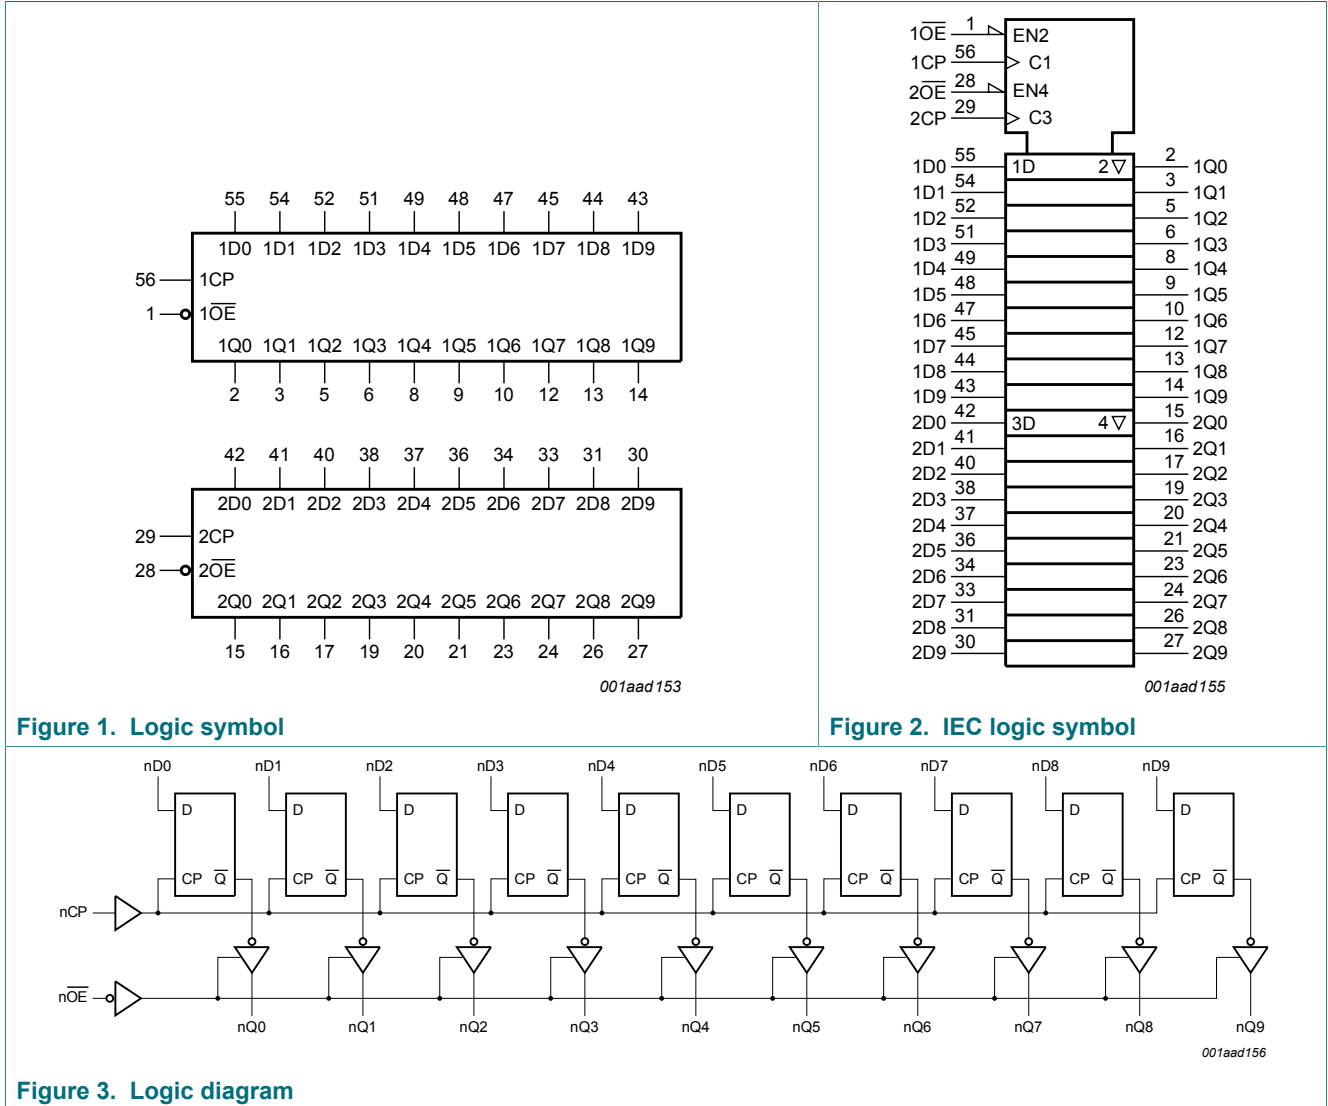 55 54 52 51 49 48 47 45 44 43
1D0 1D1 1D2 1D3 1D4 1D5 1D6 1D7 1D8 1D9
56 1CP
1 1O̅E̅
1Q0 1Q1 1Q2 1Q3 1Q4 1Q5 1Q6 1Q7 1Q8 1Q9
2 3 5 6 8 9 10 12 13 14
42 41 40 38 37 36 34 33 31 30
2D0 2D1 2D2 2D3 2D4 2D5 2D6 2D7 2D8 2D9
29 2CP
28 2O̅E̅
2Q0 2Q1 2Q2 2Q3 2Q4 2Q5 2Q6 2Q7 2Q8 2Q9
15 16 17 19 20 21 23 24 26 27
001aad153
Figure 1. Logic symbol
1O̅E̅ 1 EN2
1CP 56 C1
2O̅E̅ 28 EN4
2CP 29 C3
1D0 55 1D 2▽ 2 1Q0
1D1 54 3 1Q1
1D2 52 5 1Q2
1D3 51 6 1Q3
1D4 49 8 1Q4
1D5 48 9 1Q5
1D6 47 10 1Q6
1D7 45 12 1Q7
1D8 44 13 1Q8
1D9 43 14 1Q9
2D0 42 3D 4▽ 15 2Q0
2D1 41 16 2Q1
2D2 40 17 2Q2
2D3 38 19 2Q3
2D4 37 20 2Q4
2D5 36 21 2Q5
2D6 34 23 2Q6
2D7 33 24 2Q7
2D8 31 26 2Q8
2D9 30 27 2Q9
001aad155
Figure 2. IEC logic symbol
nD0 nD1 nD2 nD3 nD4 nD5 nD6 nD7 nD8 nD9
D D D D D D D D D D
CP Q̅ CP Q̅ CP Q̅ CP Q̅ CP Q̅ CP Q̅ CP Q̅ CP Q̅ CP Q̅ CP Q̅
nCP
nO̅E̅
nQ0 nQ1 nQ2 nQ3 nQ4 nQ5 nQ6 nQ7 nQ8 nQ9
001aad156
Figure 3. Logic diagram